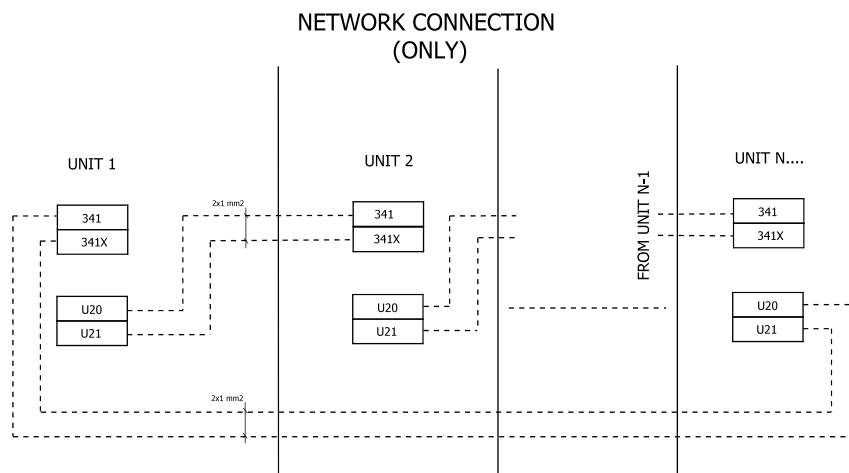 NETWORK CONNECTION
(ONLY)
UNIT 1
UNIT 2
UNIT N....
FROM UNIT N-1
2x1 mm2
341
341X
341
341X
341
341X
U20
U21
U20
U21
U20
U21
2x1 mm2